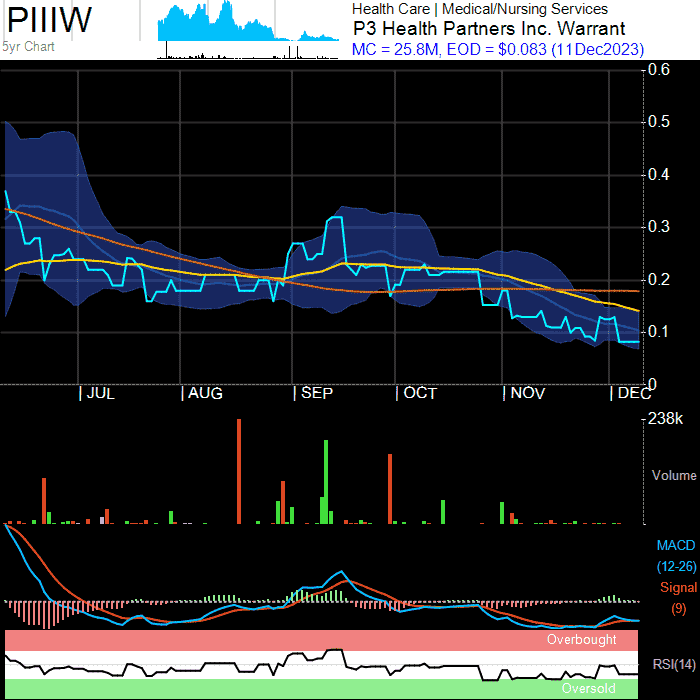 PIIIW
5yr Chart
Health Care | Medical/Nursing Services
P3 Health Partners Inc. Warrant
MC = 25.8M, EOD = $0.083 (11Dec2023)
0.6
0.5
0.4
0.3
0.2
0.1
0
| JUL | AUG | SEP | OCT | NOV | DEC
238k
Volume
MACD
(12-26)
Signal
(9)
Overbought
RSI(14)
Oversold